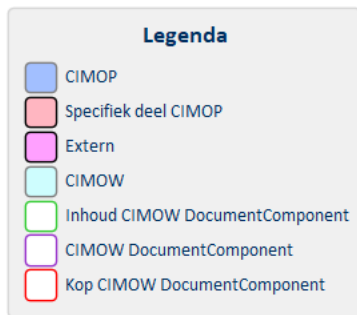 Legenda
CIMOP
Specifiek deel CIMOP
Extern
CIMOW
Inhoud CIMOW DocumentComponent
CIMOW DocumentComponent
Kop CIMOW DocumentComponent